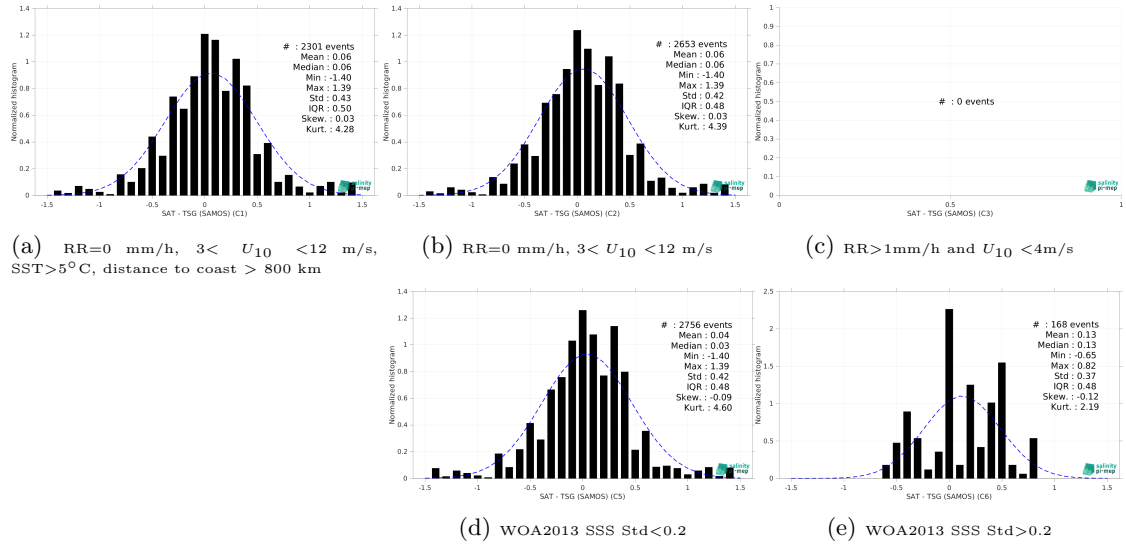 1.4
1.2
1
0.8
0.6
0.4
0.2
0
-1.5
-1
-0.5
0
0.5
1
1.5
Normalized histogram
SAT - TSG (SAMOS) (C1)
# : 2301 events
Mean : 0.06
Median : 0.06
Min : -1.40
Max : 1.39
Std : 0.43
IQR : 0.50
Skew. : 0.03
Kurt. : 4.28
salinity
pi-mep
(a) RR=0 mm/h, 3< U10 <12 m/s,
SST>5°C, distance to coast > 800 km
1.4
1.2
1
0.8
0.6
0.4
0.2
0
-1.5
-1
-0.5
0
0.5
1
1.5
Normalized histogram
SAT - TSG (SAMOS) (C2)
# : 2653 events
Mean : 0.06
Median : 0.06
Min : -1.40
Max : 1.39
Std : 0.42
IQR : 0.48
Skew. : 0.03
Kurt. : 4.39
salinity
pi-mep
(b) RR=0 mm/h, 3< U10 <12 m/s
1
0.9
0.8
0.7
0.6
0.5
0.4
0.3
0.2
0.1
0
0
1
Normalized histogram
SAT - TSG (SAMOS) (C3)
# : 0 events
salinity
pi-mep
(c) RR>1mm/h and U10 <4m/s
1.4
1.2
1
0.8
0.6
0.4
0.2
0
-1.5
-1
-0.5
0
0.5
1
1.5
Normalized histogram
SAT - TSG (SAMOS) (C5)
# : 2756 events
Mean : 0.04
Median : 0.03
Min : -1.40
Max : 1.39
Std : 0.42
IQR : 0.48
Skew. : -0.09
Kurt. : 4.60
salinity
pi-mep
(d) WOA2013 SSS Std<0.2
2.5
2
1.5
1
0.5
0
-1.5
-1
-0.5
0
0.5
1
1.5
Normalized histogram
SAT - TSG (SAMOS) (C6)
# : 168 events
Mean : 0.13
Median : 0.13
Min : -0.65
Max : 0.82
Std : 0.37
IQR : 0.48
Skew. : -0.12
Kurt. : 2.19
salinity
pi-mep
(e) WOA2013 SSS Std>0.2